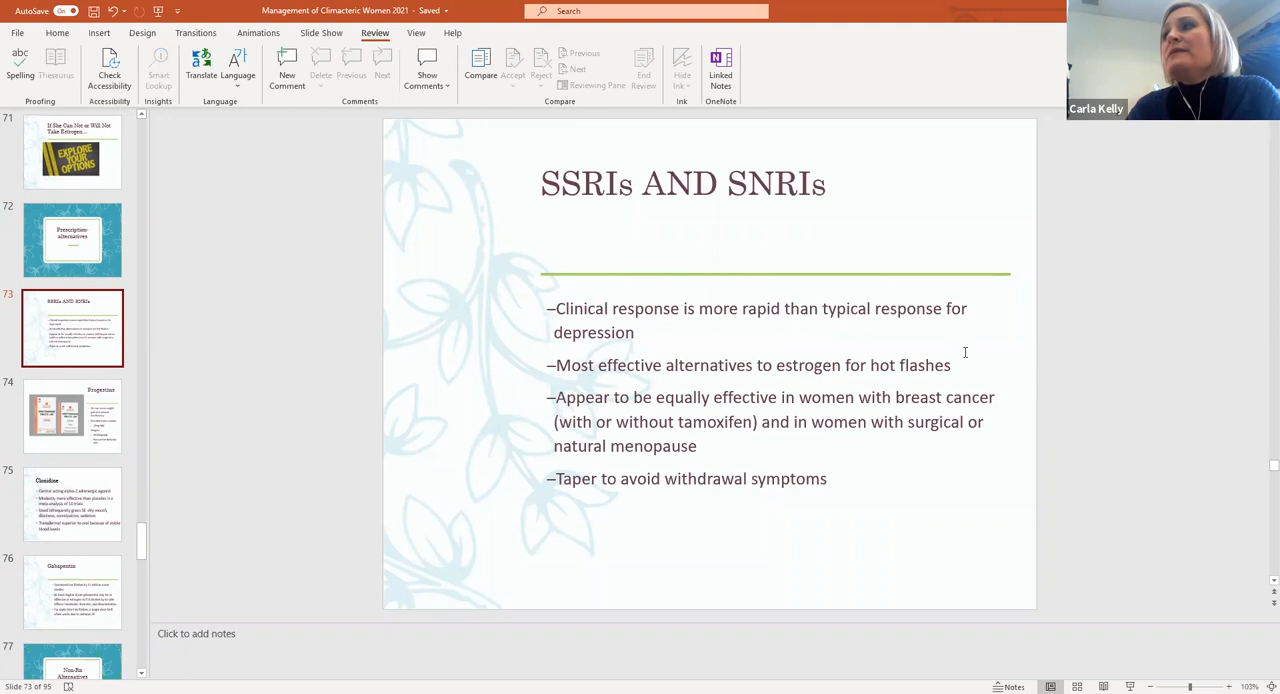 AutoSave
On
Management of Climacteric Women 2021 - Saved
Search
File Home Insert Design Transitions Animations Slide Show Review View Help
Spelling
Thesaurus
Check
Accessibility
Smart
Lookup
Translate
Language
New
Comment
Delete
Previous
Next
Show
Comments
Compare
Accept
Reject
Previous
Next
Reviewing Pane
End
Review
Hide
Ink
Linked
Notes
Proofing Accessibility Insights Language Comments Compare Ink OneNote
Carla Kelly
71
If She Can Not or Will Not
Take Estrogen...
EXPLORE
YOUR
OPTIONS
72
Prescription-
alternatives
73
SSRIs AND SNRIs
74
Progestins
75
Clonidine
76
Gabapentin
77
Non-Rx
Alternatives
SSRIs AND SNRIs
–Clinical response is more rapid than typical response for
depression
–Most effective alternatives to estrogen for hot flashes
–Appear to be equally effective in women with breast cancer
(with or without tamoxifen) and in women with surgical or
natural menopause
–Taper to avoid withdrawal symptoms
Click to add notes
Slide 73 of 95
Notes
103%